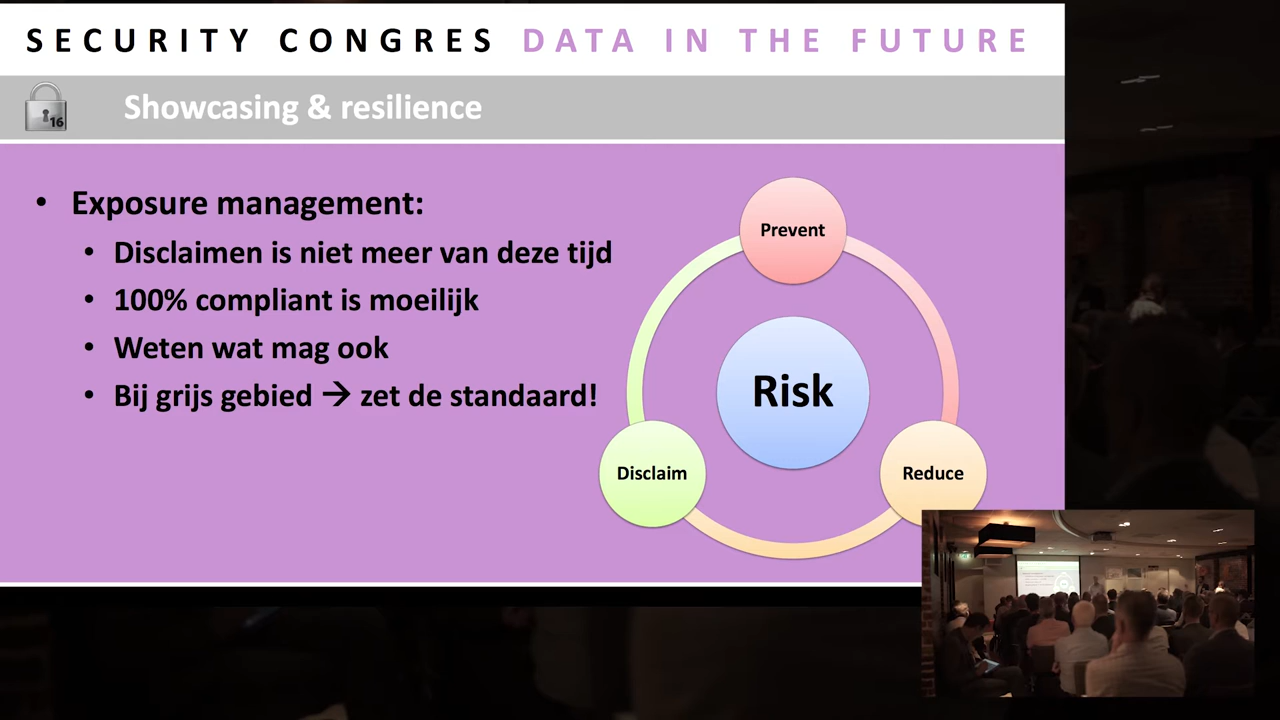 SECURITY CONGRES DATA IN THE FUTURE
16
Showcasing & resilience
• Exposure management:
• Disclaimen is niet meer van deze tijd
• 100% compliant is moeilijk
• Weten wat mag ook
• Bij grijs gebied → zet de standaard!
Prevent
Risk
Disclaim
Reduce